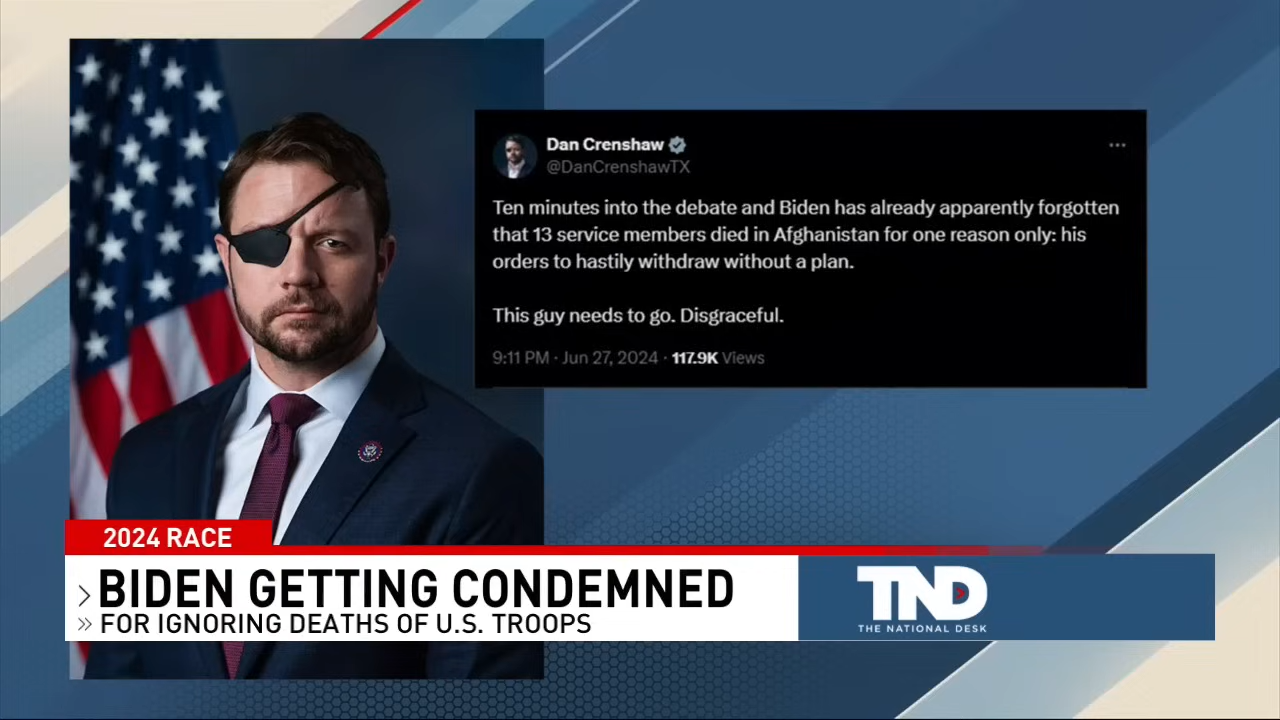 Dan Crenshaw
@DanCrenshawTX
Ten minutes into the debate and Biden has already apparently forgotten
that 13 service members died in Afghanistan for one reason only: his
orders to hastily withdraw without a plan.
This guy needs to go. Disgraceful.
9:11 PM · Jun 27, 2024 · 117.9K Views
2024 RACE
BIDEN GETTING CONDEMNED
FOR IGNORING DEATHS OF U.S. TROOPS
TND
THE NATIONAL DESK